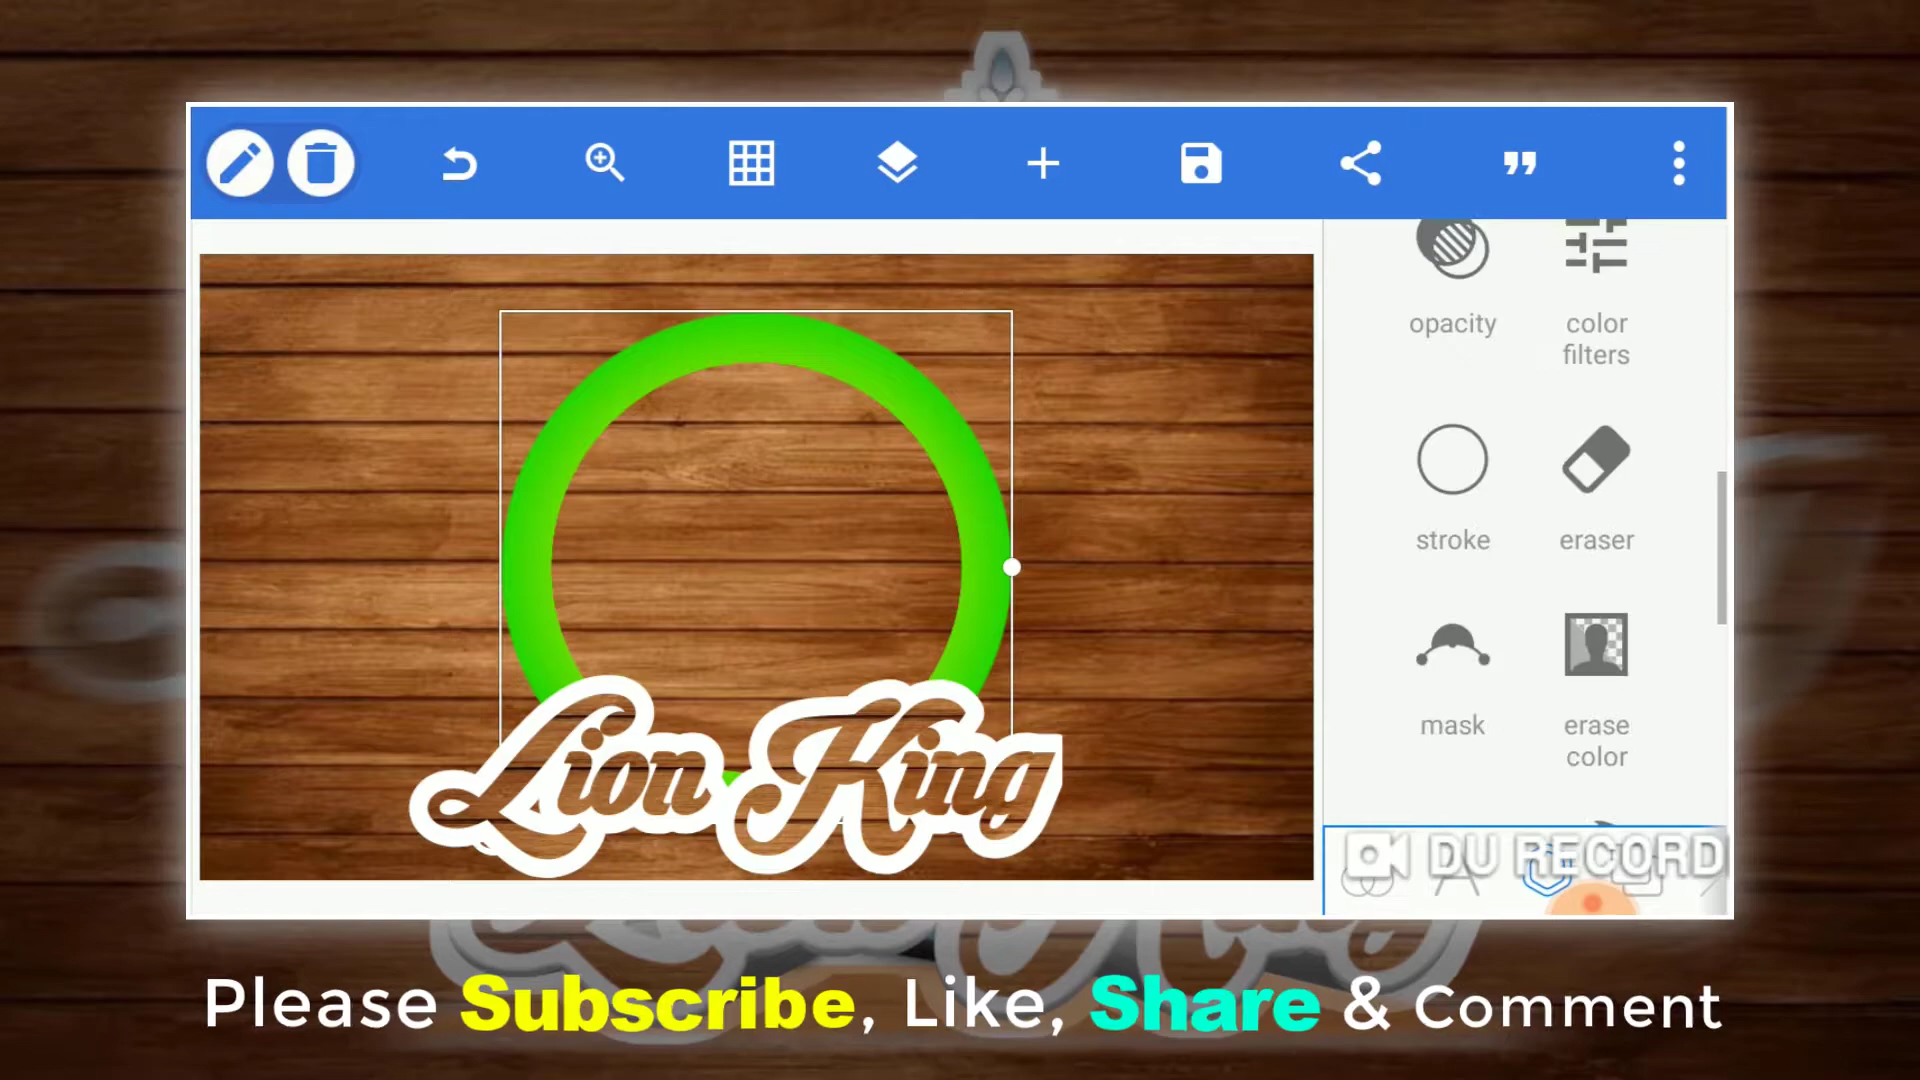 opacity
color
filters
stroke
eraser
mask
erase
color
Lion King
DU RECORD
Please Subscribe, Like, Share & Comment